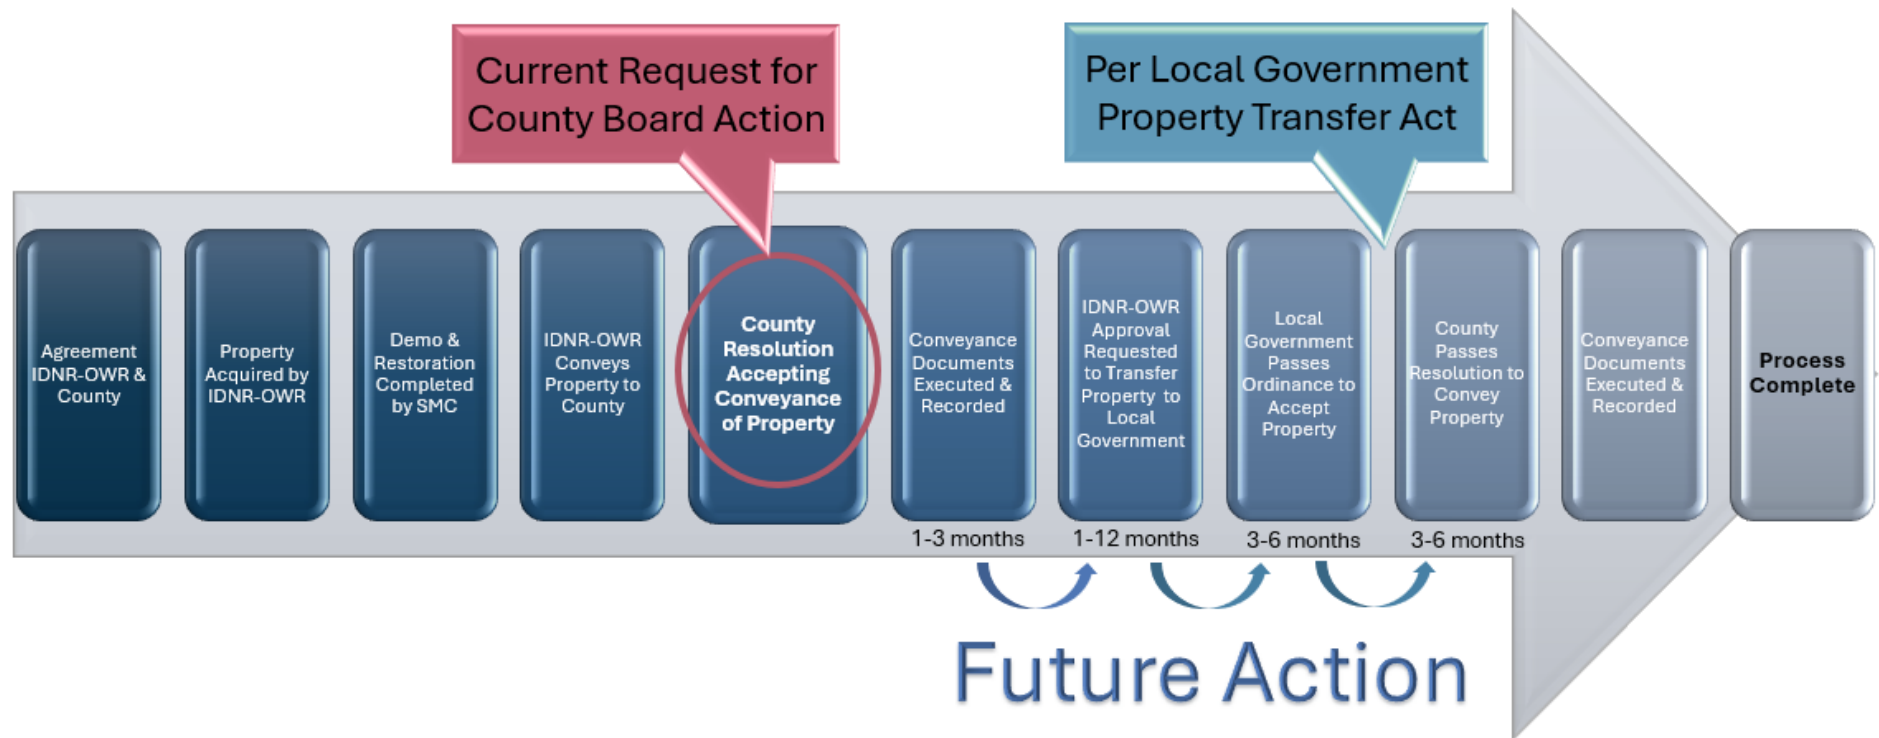 Current Request for
County Board Action
Per Local Government
Property Transfer Act
Agreement
IDNR-OWR &
County
Property
Acquired by
IDNR-OWR
Demo &
Restoration
Completed
by SMC
IDNR-OWR
Conveys
Property to
County
County
Resolution
Accepting
Conveyance
of Property
Conveyance
Documents
Executed &
Recorded
IDNR-OWR
Approval
Requested
to Transfer
Property to
Local
Government
Local
Government
Passes
Ordinance to
Accept
Property
County
Passes
Resolution to
Convey
Property
Conveyance
Documents
Executed &
Recorded
Process
Complete
1-3 months
1-12 months
3-6 months
3-6 months
Future Action